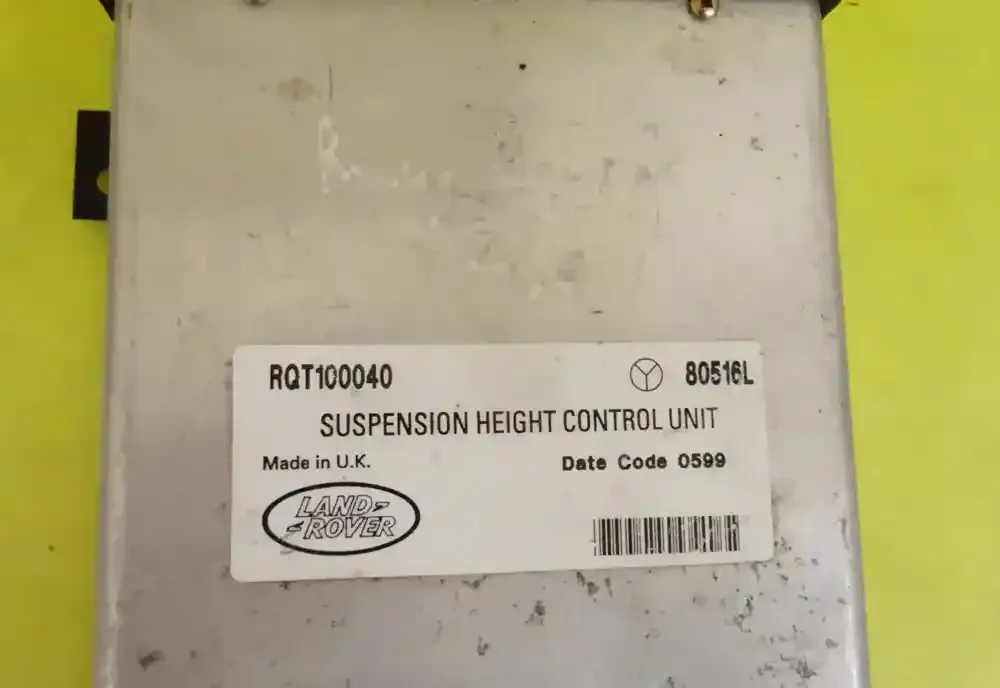 RQT100040 80516L
SUSPENSION HEIGHT CONTROL UNIT
Made in U.K. Date Code 0599
LAND
ROVER